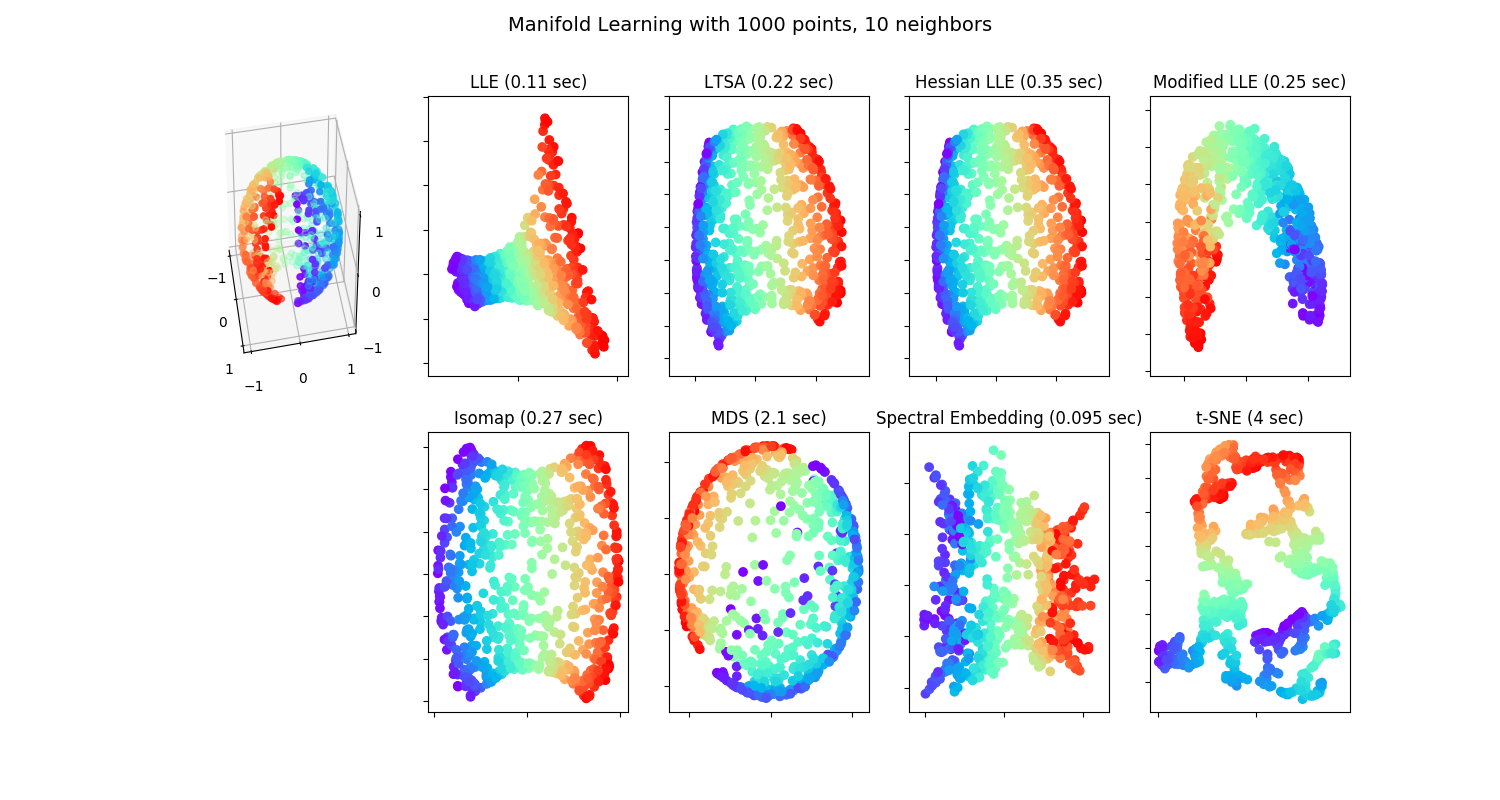 Manifold Learning with 1000 points, 10 neighbors
LLE (0.11 sec)
LTSA (0.22 sec)
Hessian LLE (0.35 sec)
Modified LLE (0.25 sec)
1
0
−1
−1
0
1
−1
0
1
Isomap (0.27 sec)
MDS (2.1 sec)
Spectral Embedding (0.095 sec)
t-SNE (4 sec)